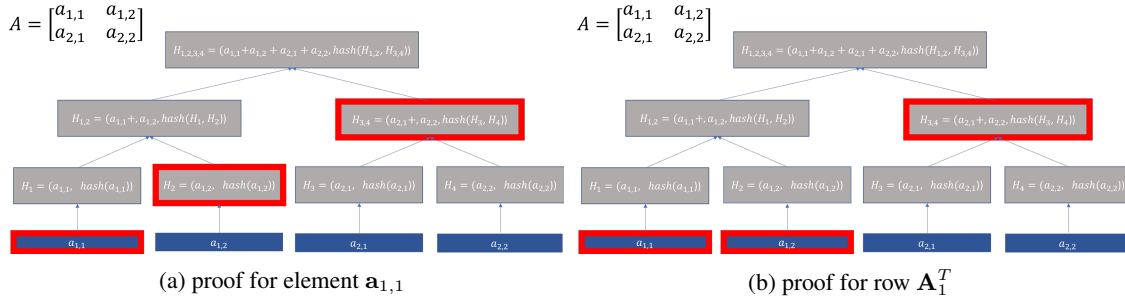 A = [a₁,₁ a₁,₂
a₂,₁ a₂,₂]
H₁,₂,₃,₄ = (a₁,₁+a₁,₂ + a₂,₁ + a₂,₂, hash(H₁,₂, H₃,₄))
H₁,₂ = (a₁,₁+, a₁,₂, hash(H₁, H₂))
H₃,₄ = (a₂,₁+, a₂,₂, hash(H₃, H₄))
H₁ = (a₁,₁, hash(a₁,₁))
H₂ = (a₁,₂, hash(a₁,₂))
H₃ = (a₂,₁, hash(a₂,₁))
H₄ = (a₂,₂, hash(a₂,₂))
a₁,₁
a₁,₂
a₂,₁
a₂,₂
(a) proof for element a₁,₁
A = [a₁,₁ a₁,₂
a₂,₁ a₂,₂]
H₁,₂,₃,₄ = (a₁,₁+a₁,₂ + a₂,₁ + a₂,₂, hash(H₁,₂, H₃,₄))
H₁,₂ = (a₁,₁+, a₁,₂, hash(H₁, H₂))
H₃,₄ = (a₂,₁+, a₂,₂, hash(H₃, H₄))
H₁ = (a₁,₁, hash(a₁,₁))
H₂ = (a₁,₂, hash(a₁,₂))
H₃ = (a₂,₁, hash(a₂,₁))
H₄ = (a₂,₂, hash(a₂,₂))
a₁,₁
a₁,₂
a₂,₁
a₂,₂
(b) proof for row A₁ᵀ